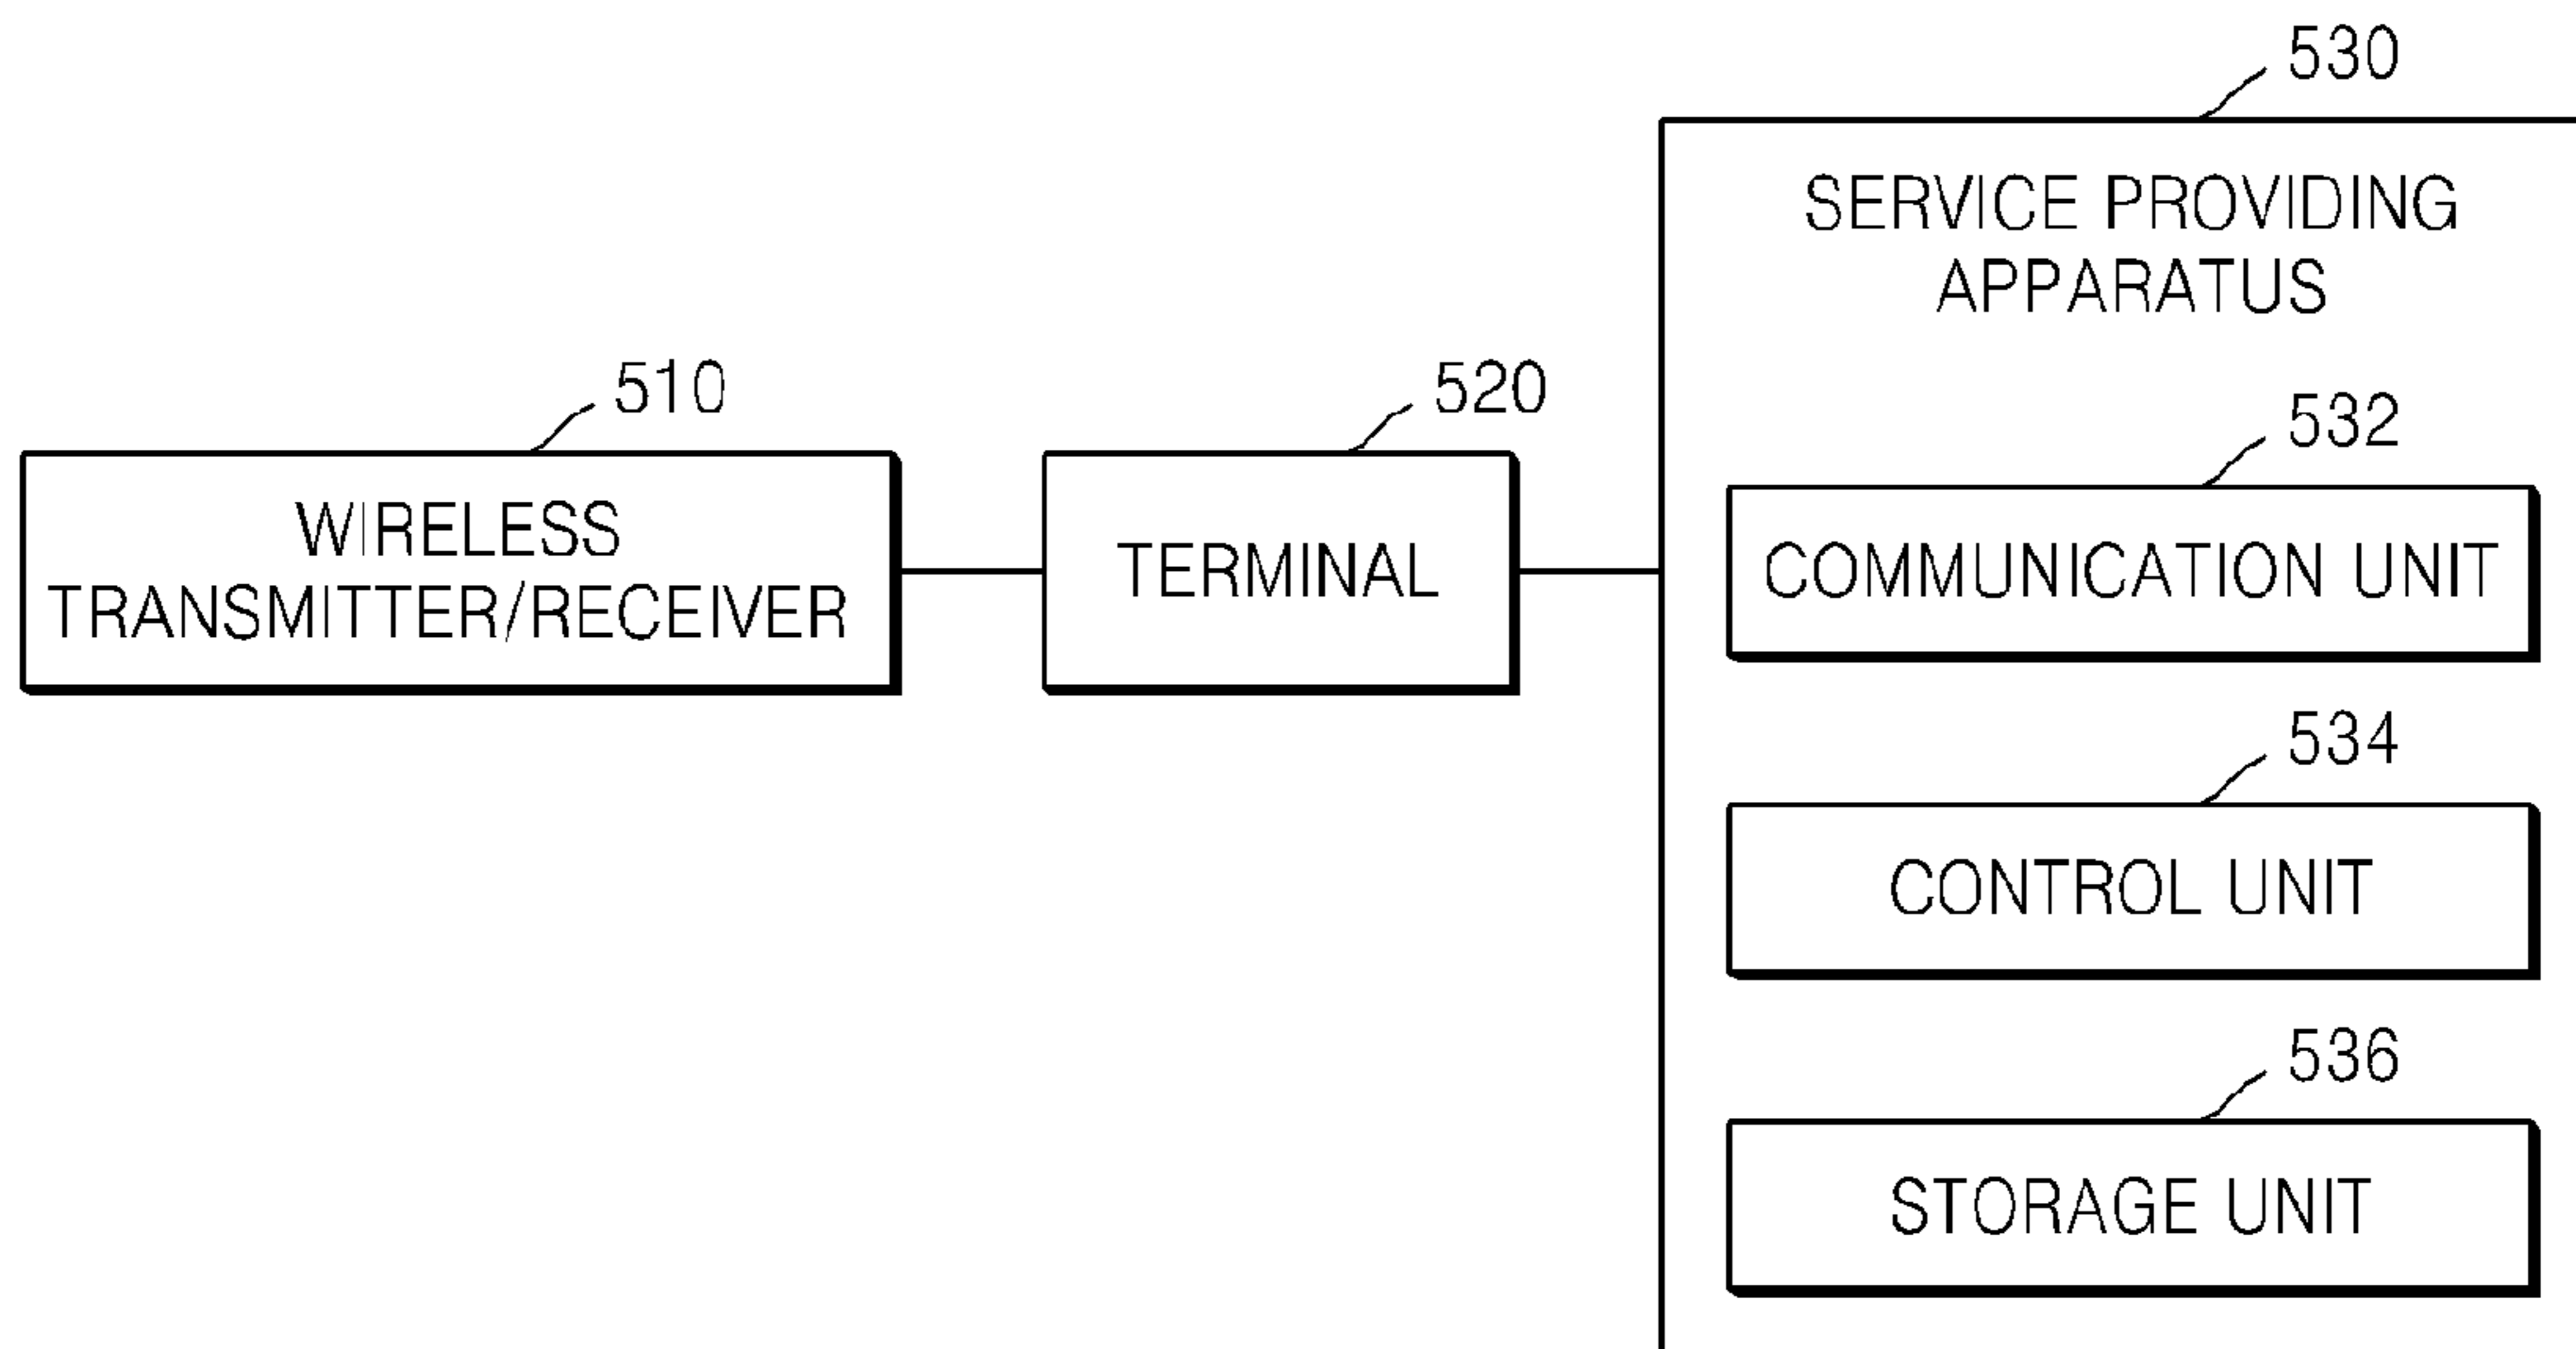 530
SERVICE PROVIDING
APPARATUS
510
520
532
WIRELESS
TRANSMITTER/RECEIVER
TERMINAL
COMMUNICATION UNIT
534
CONTROL UNIT
536
STORAGE UNIT